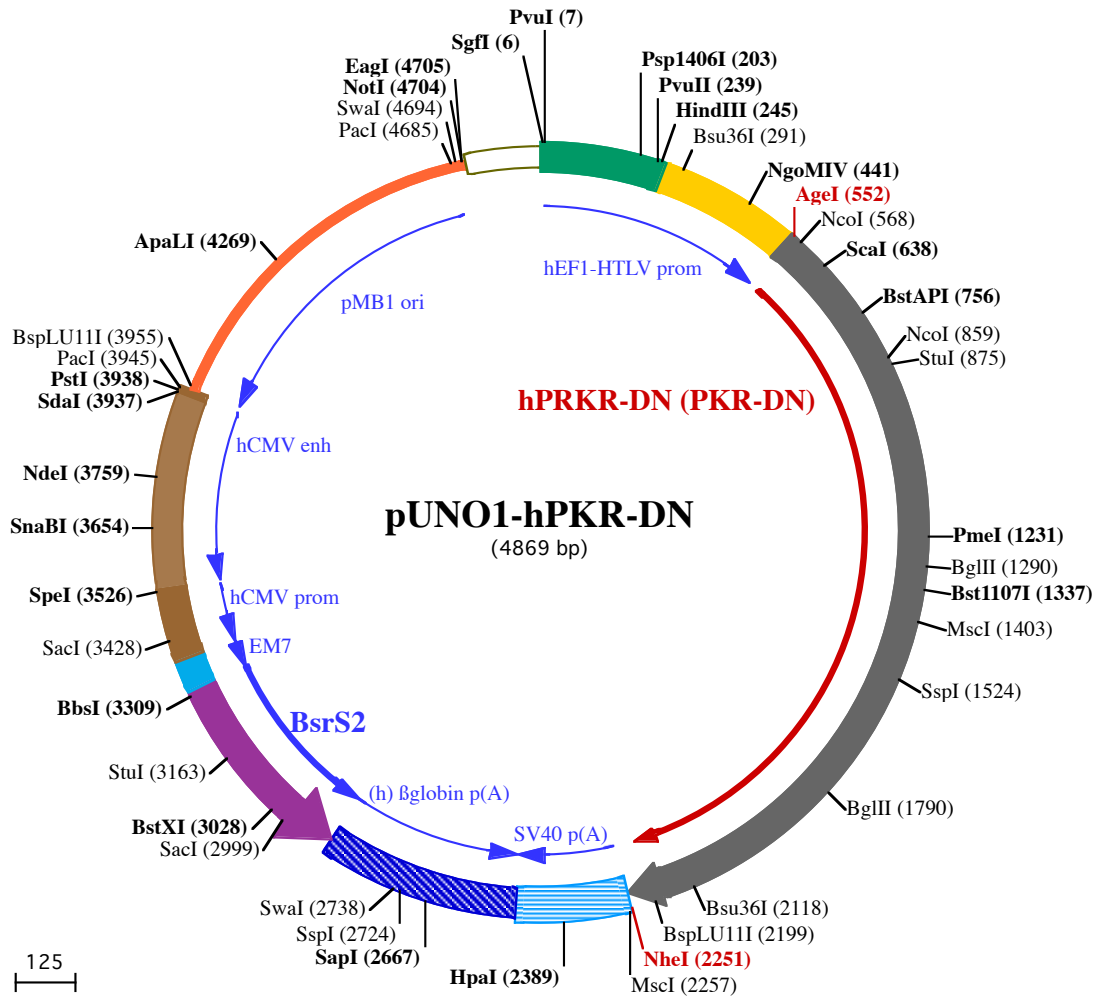 PvuI (7)
SgfI (6)
EagI (4705)
NotI (4704)
SwaI (4694)
PacI (4685)
Psp1406I (203)
PvuII (239)
HindIII (245)
Bsu36I (291)
NgoMIV (441)
AgeI (552)
NcoI (568)
ScaI (638)
BstAPI (756)
NcoI (859)
StuI (875)
ApaLI (4269)
hEF1-HTLV prom
pMB1 ori
BspLU11I (3955)
PacI (3945)
PstI (3938)
SdaI (3937)
hPRKR-DN (PKR-DN)
hCMV enh
NdeI (3759)
SnaBI (3654)
pUNO1-hPKR-DN
(4869 bp)
PmeI (1231)
BglII (1290)
Bst1107I (1337)
MscI (1403)
SspI (1524)
SpeI (3526)
hCMV prom
SacI (3428)
EM7
BbsI (3309)
BsrS2
StuI (3163)
(h) ßglobin p(A)
BglII (1790)
BstXI (3028)
SacI (2999)
SV40 p(A)
SwaI (2738)
SspI (2724)
SapI (2667)
HpaI (2389)
Bsu36I (2118)
BspLU11I (2199)
NheI (2251)
MscI (2257)
125